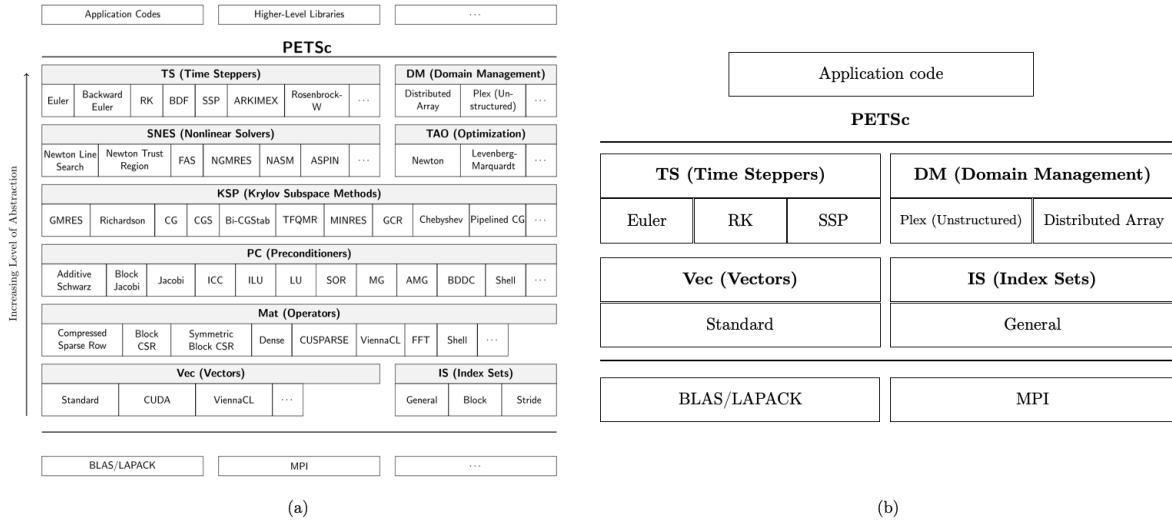 Application Codes Higher-Level Libraries ...
PETSc
Increasing Level of Abstraction
TS (Time Steppers) DM (Domain Management)
Euler Backward Euler RK BDF SSP ARKIMEX Rosenbrock-W ... Distributed Array Plex (Un-structured) ...
SNES (Nonlinear Solvers) TAO (Optimization)
Newton Line Search Newton Trust Region FAS NGMRES NASM ASPIN ... Newton Levenberg-Marquardt ...
KSP (Krylov Subspace Methods)
GMRES Richardson CG CGS Bi-CGStab TFQMR MINRES GCR Chebyshev Pipelined CG ...
PC (Preconditioners)
Additive Schwarz Block Jacobi Jacobi ICC ILU LU SOR MG AMG BDDC Shell ...
Mat (Operators)
Compressed Sparse Row Block CSR Symmetric Block CSR Dense CUSPARSE ViennaCL FFT Shell ...
Vec (Vectors) IS (Index Sets)
Standard CUDA ViennaCL ... General Block Stride
BLAS/LAPACK MPI ...
(a)
Application code
PETSc
TS (Time Steppers) DM (Domain Management)
Euler RK SSP Plex (Unstructured) Distributed Array
Vec (Vectors) IS (Index Sets)
Standard General
BLAS/LAPACK MPI
(b)